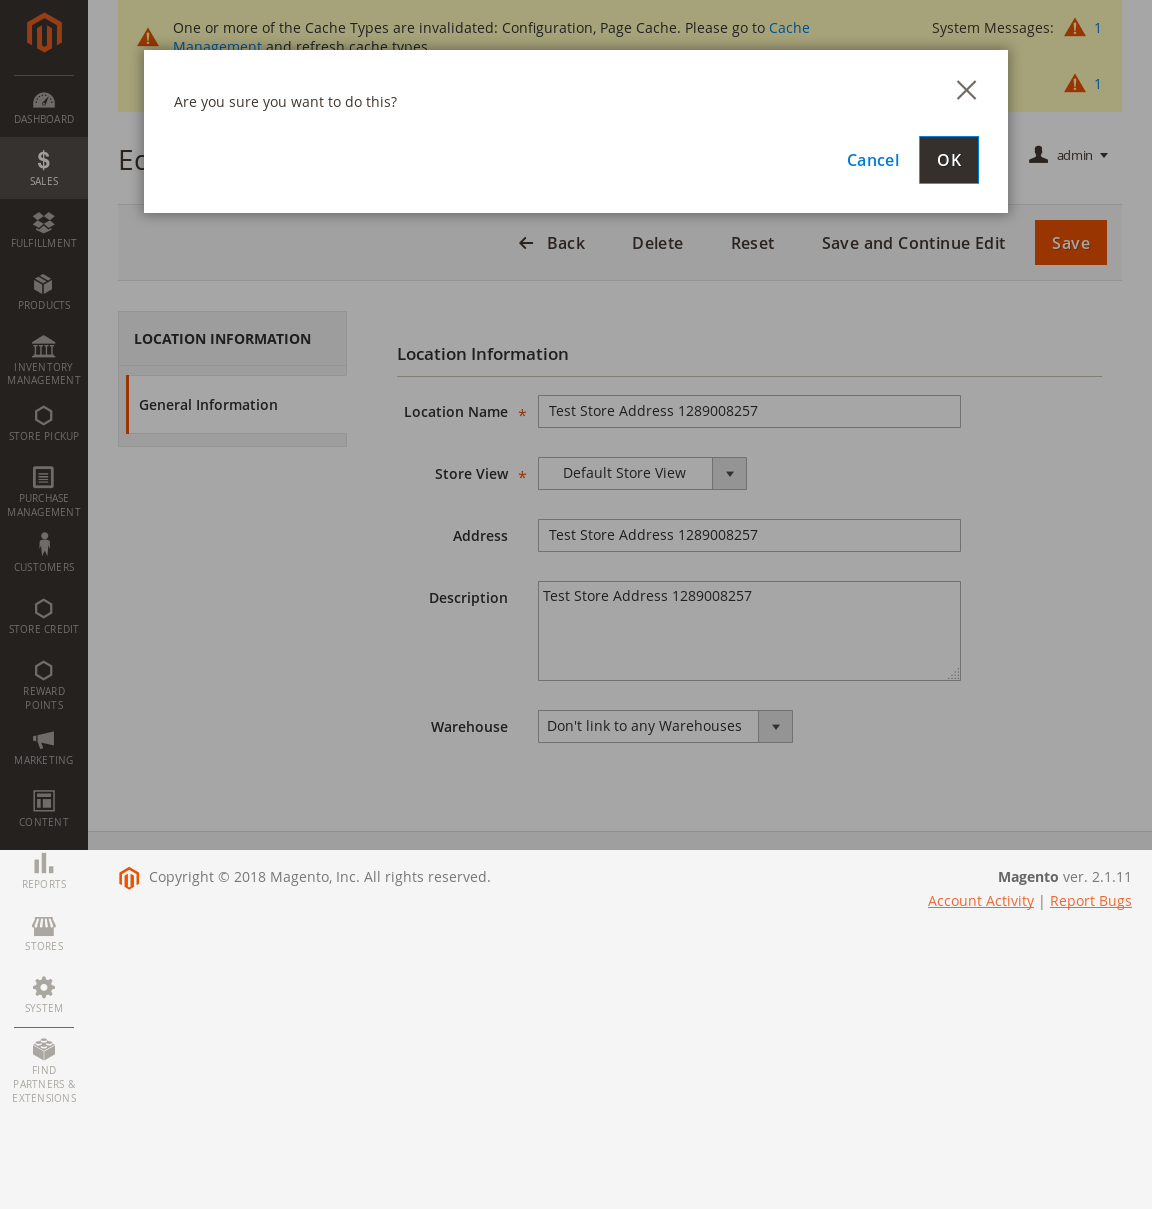 One or more of the Cache Types are invalidated: Configuration, Page Cache. Please go to Cache
Management and refresh cache types.
System Messages: 1
1
Are you sure you want to do this?
Cancel
OK
admin
Back
Delete
Reset
Save and Continue Edit
Save
DASHBOARD
$
SALES
FULFILLMENT
PRODUCTS
INVENTORY
MANAGEMENT
STORE PICKUP
PURCHASE
MANAGEMENT
CUSTOMERS
STORE CREDIT
REWARD
POINTS
MARKETING
CONTENT
REPORTS
STORES
SYSTEM
FIND
PARTNERS &
EXTENSIONS
LOCATION INFORMATION
General Information
Location Information
Location Name * Test Store Address 1289008257
Store View * Default Store View
Address Test Store Address 1289008257
Description Test Store Address 1289008257
Warehouse Don't link to any Warehouses
Copyright © 2018 Magento, Inc. All rights reserved.
Magento ver. 2.1.11
Account Activity | Report Bugs